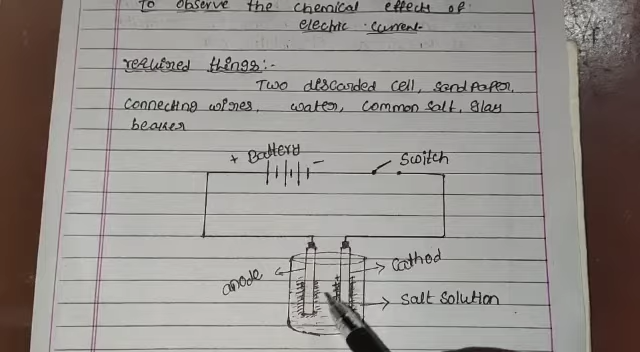 To observe the chemical effects of
electric current
required things:-
Two discarded cell, sand paper,
connecting wires, water, common salt, glass
beaker
+ Battery -
Switch
anode
cathod
salt solution